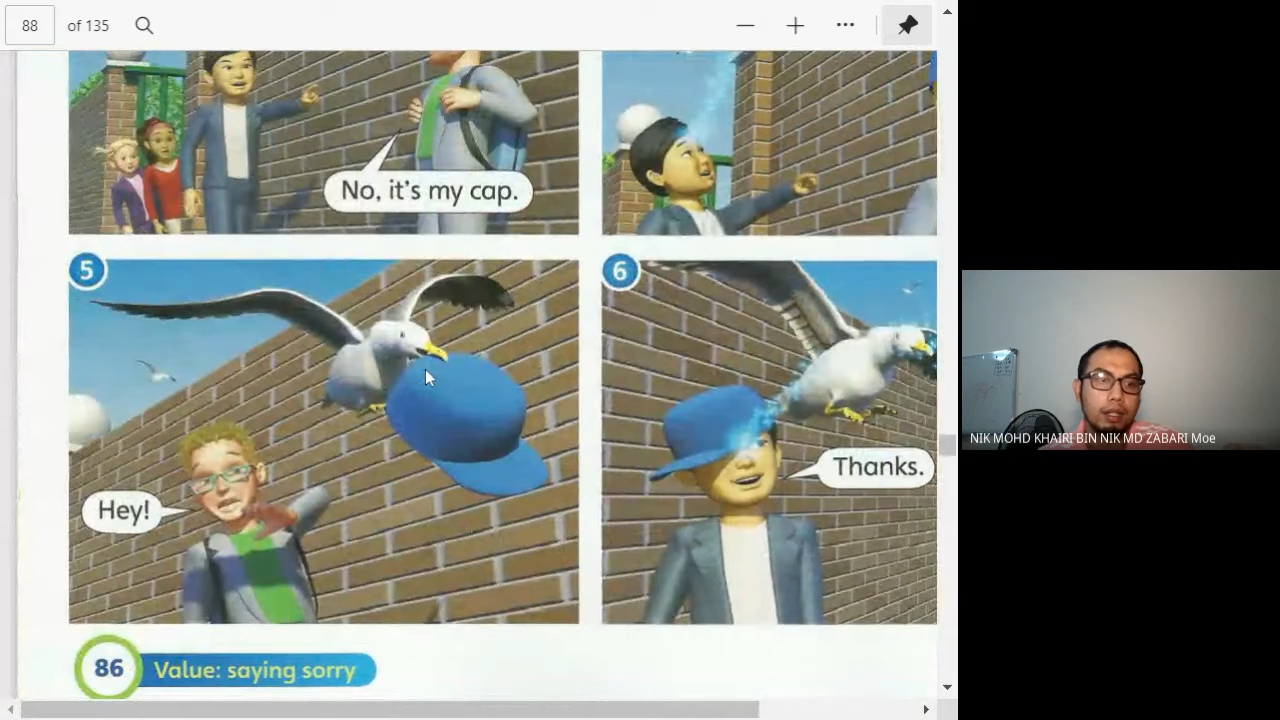 88 of 135
No, it's my cap.
5
6
Hey!
Thanks.
NIK MOHD KHAIRI BIN NIK MD ZABARI Moe
86 Value: saying sorry